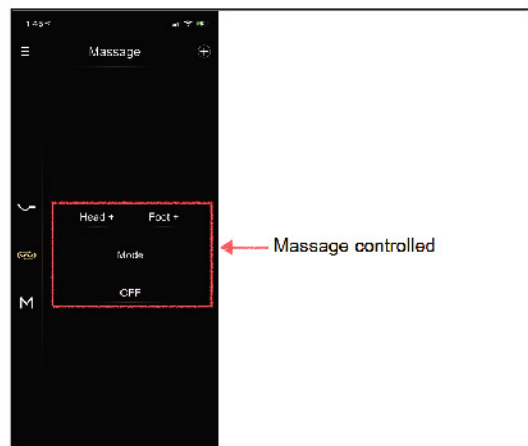 Massage
Head + Foot +
Massage controlled
Mode
OFF
M